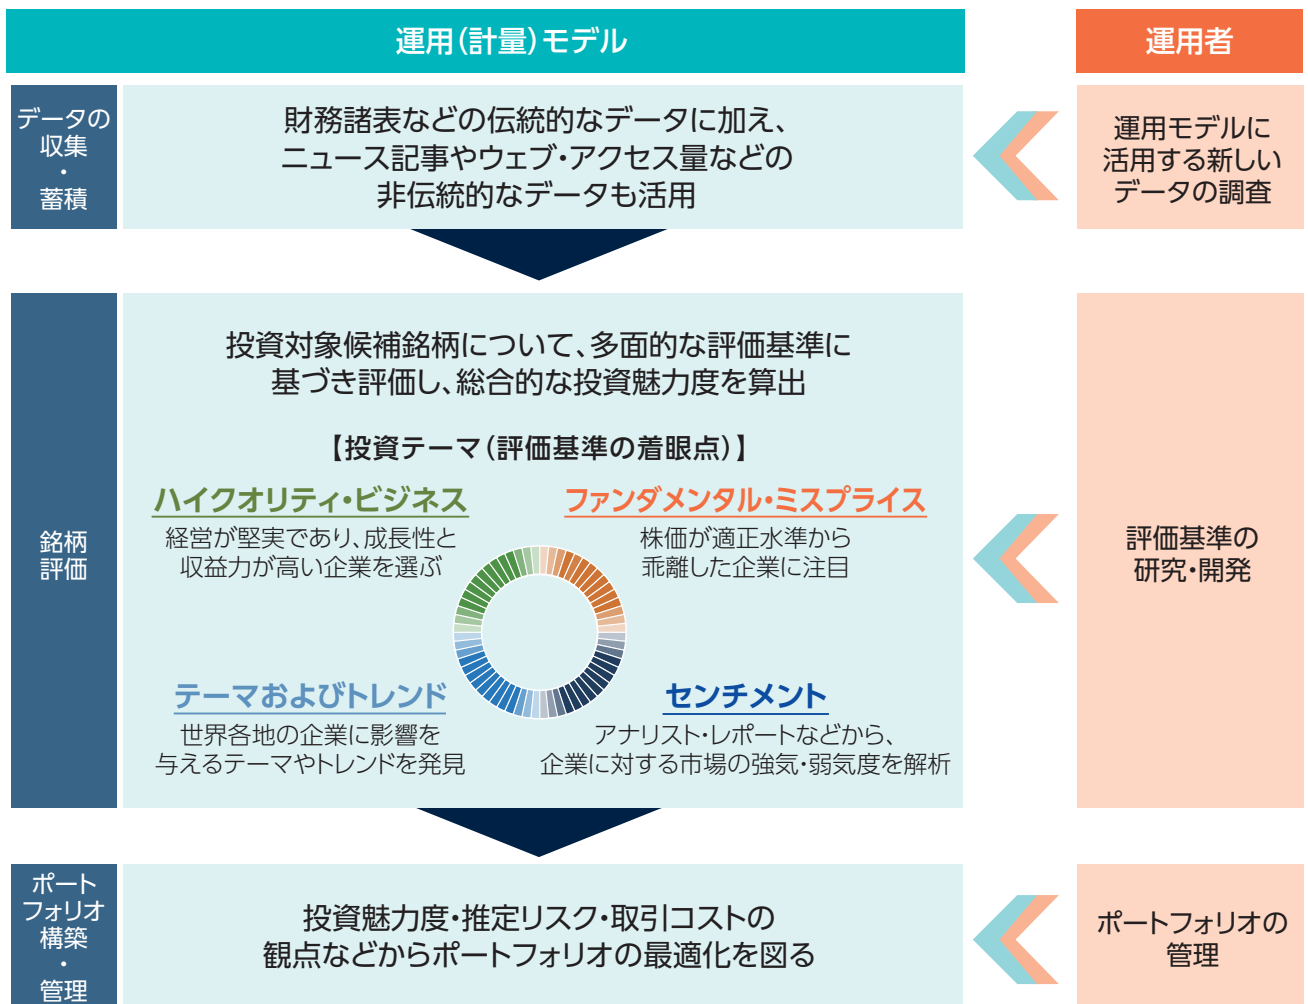 運用（計量）モデル
運用者
データの
収集
・
蓄積
財務諸表などの伝統的なデータに加え、
ニュース記事やウェブ・アクセス量などの
非伝統的なデータも活用
運用モデルに
活用する新しい
データの調査
銘柄
評価
投資対象候補銘柄について、多面的な評価基準に
基づき評価し、総合的な投資魅力度を算出
【投資テーマ（評価基準の着眼点）】
ハイクオリティ・ビジネス
経営が堅実であり、成長性と
収益力が高い企業を選ぶ
ファンダメンタル・ミスプライス
株価が適正水準から
乖離した企業に注目
テーマおよびトレンド
世界各地の企業に影響を
与えるテーマやトレンドを発見
センチメント
アナリスト・レポートなどから、
企業に対する市場の強気・弱気度を解析
評価基準の
研究・開発
ポート
フォリオ
構築
・
管理
投資魅力度・推定リスク・取引コストの
観点などからポートフォリオの最適化を図る
ポートフォリオの
管理